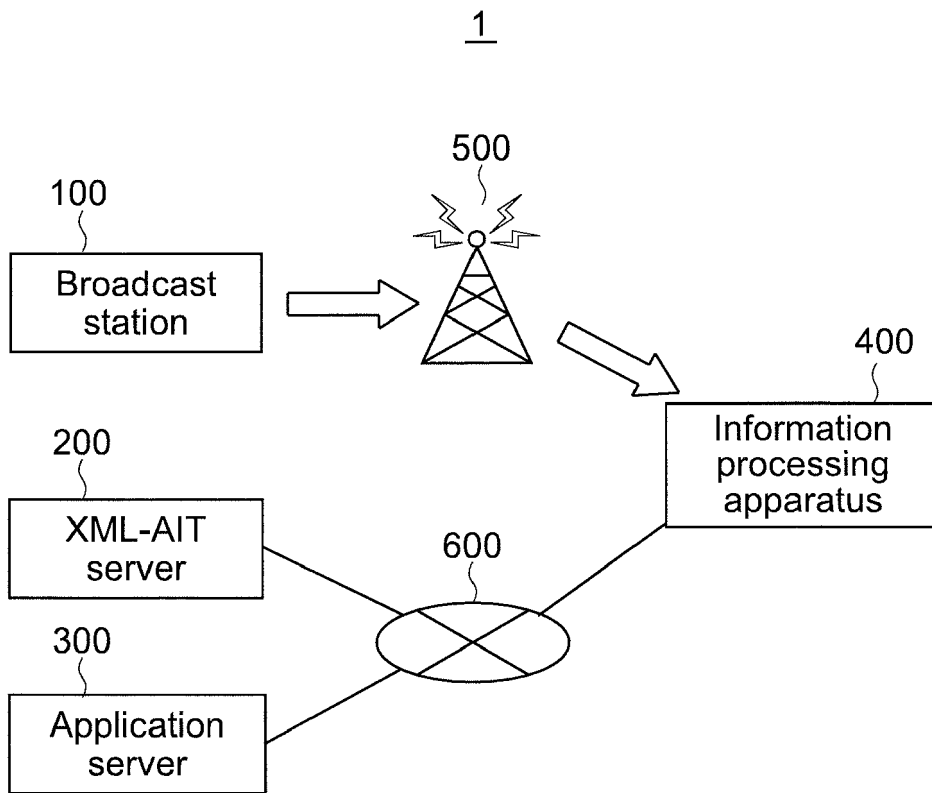 1
500
100
Broadcast
station
400
Information
processing
apparatus
200
XML-AIT
server
600
300
Application
server